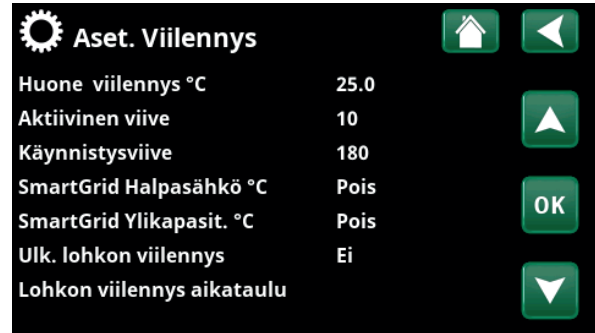 Aset. Viilennys
Huone viilennys °C 25.0
Aktiivinen viive 10
Käynnistysviive 180
SmartGrid Halpasähkö °C Pois
SmartGrid Ylikapasit. °C Pois
OK
Ulk. lohkon viilennys Ei
Lohkon viilennys aikataulu